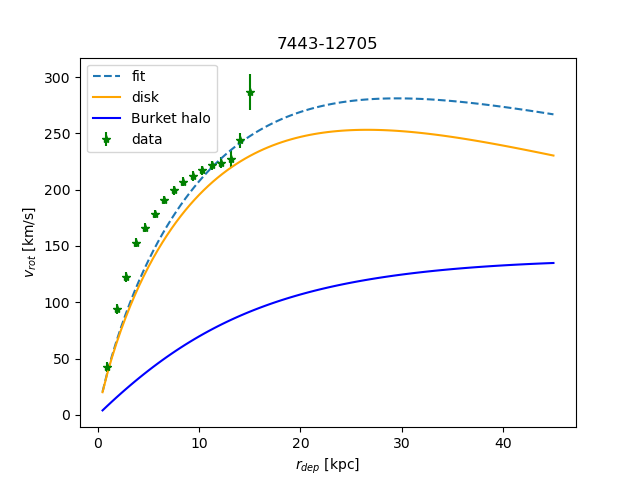 7443-12705
fit
disk
Burket halo
data
300
250
200
150
100
50
0
v_rot [km/s]
0 10 20 30 40
r_dep [kpc]